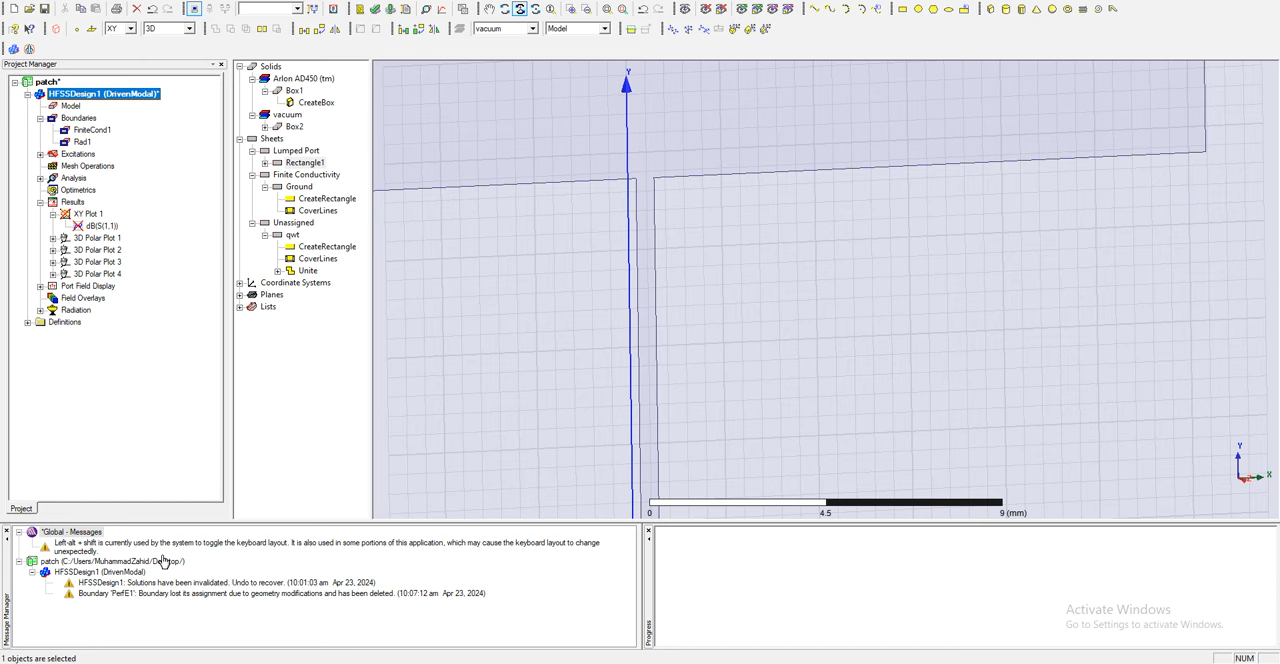 XY
3D
vacuum
Model
Project Manager
patch*
HFSSDesign1 (DrivenModal)*
Model
Boundaries
FiniteCond1
Rad1
Excitations
Mesh Operations
Analysis
Optimetrics
Results
XY Plot 1
dB(S(1,1))
3D Polar Plot 1
3D Polar Plot 2
3D Polar Plot 3
3D Polar Plot 4
Port Field Display
Field Overlays
Radiation
Definitions
Project
Solids
Arlon AD450 (tm)
Box1
CreateBox
vacuum
Box2
Sheets
Lumped Port
Rectangle1
Finite Conductivity
Ground
CreateRectangle
CoverLines
Unassigned
qwt
CreateRectangle
CoverLines
Unite
Coordinate Systems
Planes
Lists
Y
Y
X
0
4.5
9 (mm)
Message Manager
*Global - Messages
Left-alt + shift is currently used by the system to toggle the keyboard layout. It is also used in some portions of this application, which may cause the keyboard layout to change
unexpectedly.
patch (C:/Users/MuhammadZahid/Desktop/)
HFSSDesign1 (DrivenModal)
HFSSDesign1: Solutions have been invalidated. Undo to recover. (10:01:03 am Apr 23, 2024)
Boundary 'PerfE1': Boundary lost its assignment due to geometry modifications and has been deleted. (10:07:12 am Apr 23, 2024)
Progress
Activate Windows
Go to Settings to activate Windows.
1 objects are selected
NUM